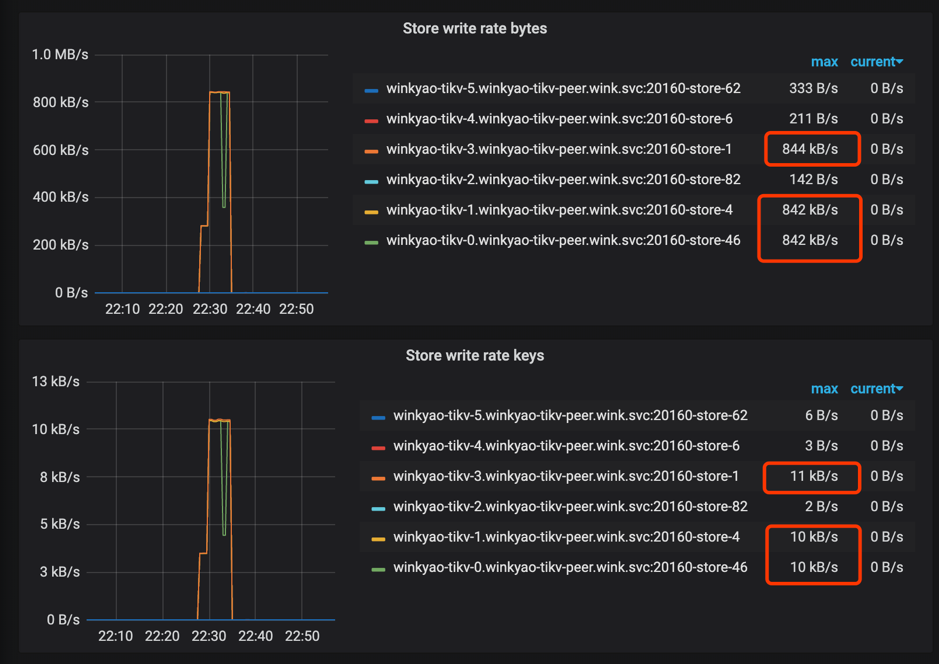 Store write rate bytes
1.0 MB/s
800 kB/s
600 kB/s
400 kB/s
200 kB/s
0 B/s
22:10 22:20 22:30 22:40 22:50
max current
winkyao-tikv-5.winkyao-tikv-peer.wink.svc:20160-store-62 333 B/s 0 B/s
winkyao-tikv-4.winkyao-tikv-peer.wink.svc:20160-store-6 211 B/s 0 B/s
winkyao-tikv-3.winkyao-tikv-peer.wink.svc:20160-store-1 844 kB/s 0 B/s
winkyao-tikv-2.winkyao-tikv-peer.wink.svc:20160-store-82 142 B/s 0 B/s
winkyao-tikv-1.winkyao-tikv-peer.wink.svc:20160-store-4 842 kB/s 0 B/s
winkyao-tikv-0.winkyao-tikv-peer.wink.svc:20160-store-46 842 kB/s 0 B/s
Store write rate keys
13 kB/s
10 kB/s
8 kB/s
5 kB/s
3 kB/s
0 B/s
22:10 22:20 22:30 22:40 22:50
max current
winkyao-tikv-5.winkyao-tikv-peer.wink.svc:20160-store-62 6 B/s 0 B/s
winkyao-tikv-4.winkyao-tikv-peer.wink.svc:20160-store-6 3 B/s 0 B/s
winkyao-tikv-3.winkyao-tikv-peer.wink.svc:20160-store-1 11 kB/s 0 B/s
winkyao-tikv-2.winkyao-tikv-peer.wink.svc:20160-store-82 2 B/s 0 B/s
winkyao-tikv-1.winkyao-tikv-peer.wink.svc:20160-store-4 10 kB/s 0 B/s
winkyao-tikv-0.winkyao-tikv-peer.wink.svc:20160-store-46 10 kB/s 0 B/s